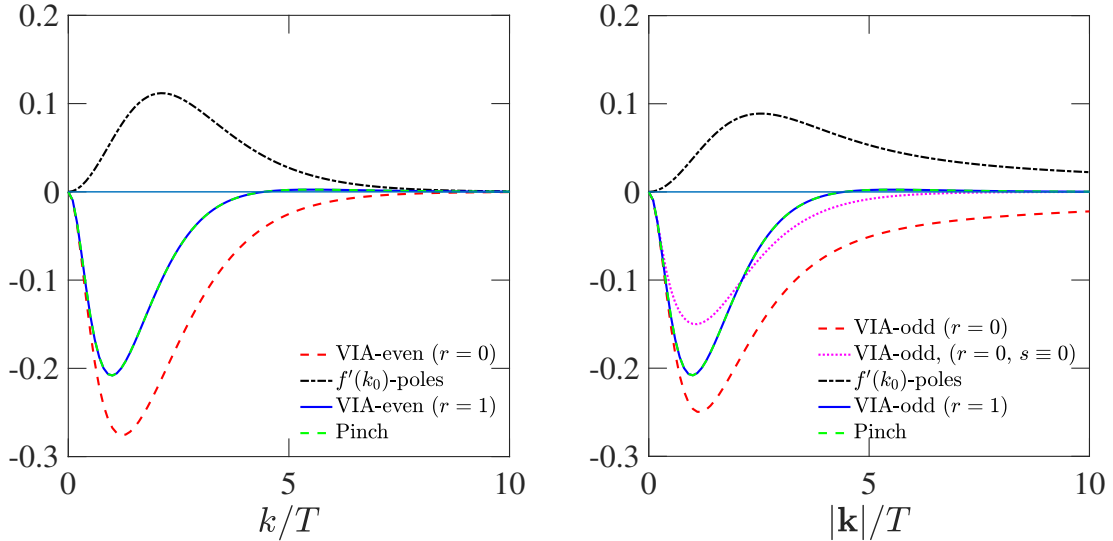 0.2
0.1
0
-0.1
-0.2
-0.3
0
5
10
k/T
VIA-even (r = 0)
f′(k₀)-poles
VIA-even (r = 1)
Pinch
0.2
0.1
0
-0.1
-0.2
-0.3
0
5
10
|k|/T
VIA-odd (r = 0)
VIA-odd, (r = 0, s ≡ 0)
f′(k₀)-poles
VIA-odd (r = 1)
Pinch